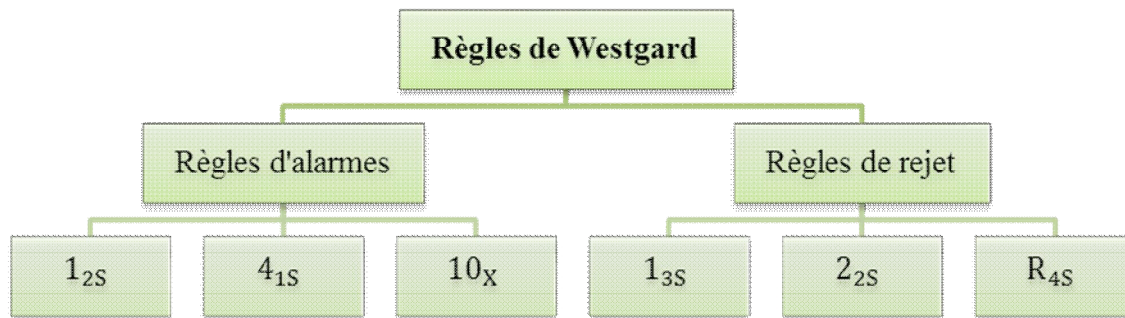 Règles de Westgard
Règles d'alarmes
Règles de rejet
1₂S
4₁S
10ₓ
1₃S
2₂S
R₄S